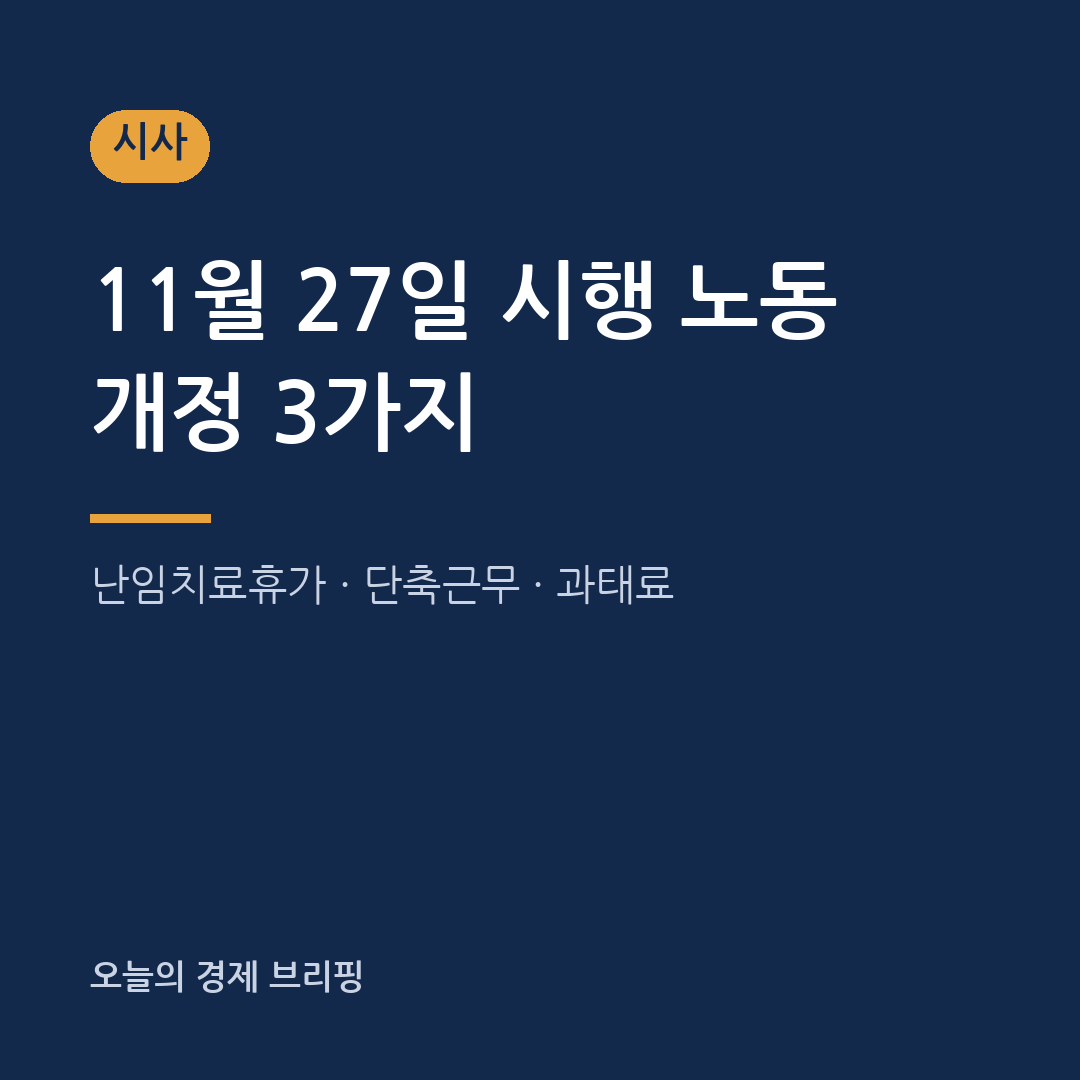 시사
11월 27일 시행 노동
개정 3가지
난임치료휴가 · 단축근무 · 과태료
오늘의 경제 브리핑